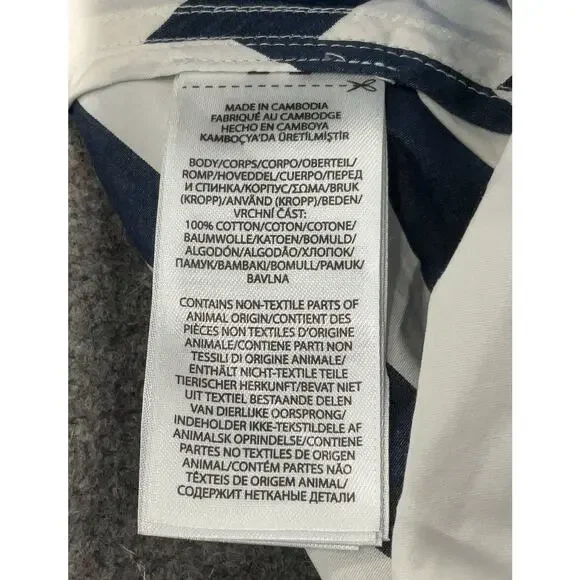 MADE IN CAMBODIA
FABRIQUÉ AU CAMBODGE
HECHO EN CAMBOYA
KAMBOÇYA'DA ÜRETİLMİŞTİR
BODY/CORPS/CORPO/OBERTEIL/
ROMP/HOVEDDEL/CUERPO/ПЕРЕД
И СПИНКА/КОРПУС/ΣΩΜΑ/BRUK
(KROPP)/ANVÄND (KROPP)/BEDEN/
VRCHNÍ ČÁST:
100% COTTON/COTON/COTONE/
BAUMWOLLE/KATOEN/BOMULD/
ALGODÓN/ALGODÃO/ХЛОПОК/
ПАМУК/ΒΑΜΒΑΚΙ/BOMULL/PAMUK/
BAVLNA
CONTAINS NON-TEXTILE PARTS OF
ANIMAL ORIGIN/CONTIENT DES
PIÈCES NON TEXTILES D'ORIGINE
ANIMALE/CONTIENE PARTI NON
TESSILI DI ORIGINE ANIMALE/
ENTHÄLT NICHT-TEXTILE TEILE
TIERISCHER HERKUNFT/BEVAT NIET
UIT TEXTIEL BESTAANDE DELEN
VAN DIERLIJKE OORSPRONG/
INDEHOLDER IKKE-TEKSTILDELE AF
ANIMALSK OPRINDELSE/CONTIENE
PARTES NO TEXTILES DE ORIGEN
ANIMAL/CONTÉM PARTES NÃO
TÊXTEIS DE ORIGEM ANIMAL/
СОДЕРЖИТ НЕТКАНЫЕ ДЕТАЛИ